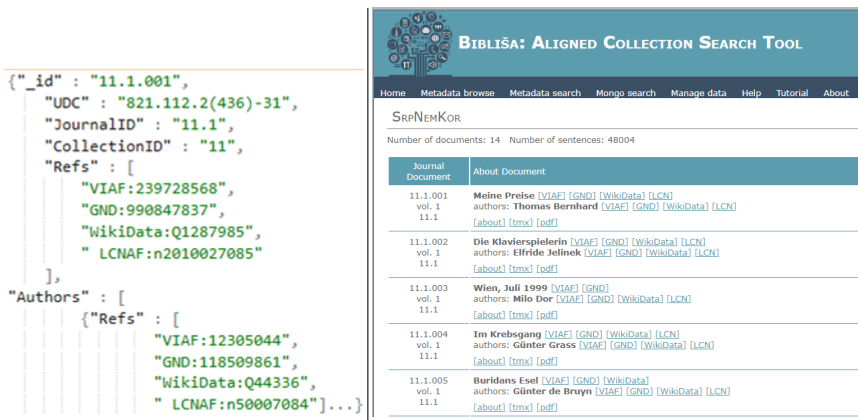 {"_id" : "11.1.001",
"UDC" : "821.112.2(436)-31",
"JournalID" : "11.1",
"CollectionID" : "11",
"Refs" : [
"VIAF:239728568",
"GND:990847837",
"WikiData:Q1287985",
" LCNAF:n2010027085"
],
"Authors" : [
{"Refs" : [
"VIAF:12305044",
"GND:118509861",
"WikiData:Q44336",
" LCNAF:n50007084"]...}
BIBLIŠA: ALIGNED COLLECTION SEARCH TOOL
Home Metadata browse Metadata search Mongo search Manage data Help Tutorial About
SRPNEMKOR
Number of documents: 14 Number of sentences: 48004
Journal Document About Document
11.1.001 Meine Preise [VIAF] [GND] [WikiData] [LCN]
vol. 1 authors: Thomas Bernhard [VIAF] [GND] [WikiData] [LCN]
11.1 [about] [tmx] [pdf]
11.1.002 Die Klavierspielerin [VIAF] [GND] [WikiData] [LCN]
vol. 1 authors: Elfride Jelinek [VIAF] [GND] [WikiData] [LCN]
11.1 [about] [tmx] [pdf]
11.1.003 Wien, Juli 1999 [VIAF] [GND]
vol. 1 authors: Milo Dor [VIAF] [GND] [WikiData] [LCN]
11.1 [about] [tmx] [pdf]
11.1.004 Im Krebsgang [VIAF] [GND] [WikiData] [LCN]
vol. 1 authors: Günter Grass [VIAF] [GND] [WikiData] [LCN]
11.1 [about] [tmx] [pdf]
11.1.005 Buridans Esel [VIAF] [GND] [WikiData]
vol. 1 authors: Günter de Bruyn [VIAF] [GND] [WikiData] [LCN]
11.1 [about] [tmx] [pdf]